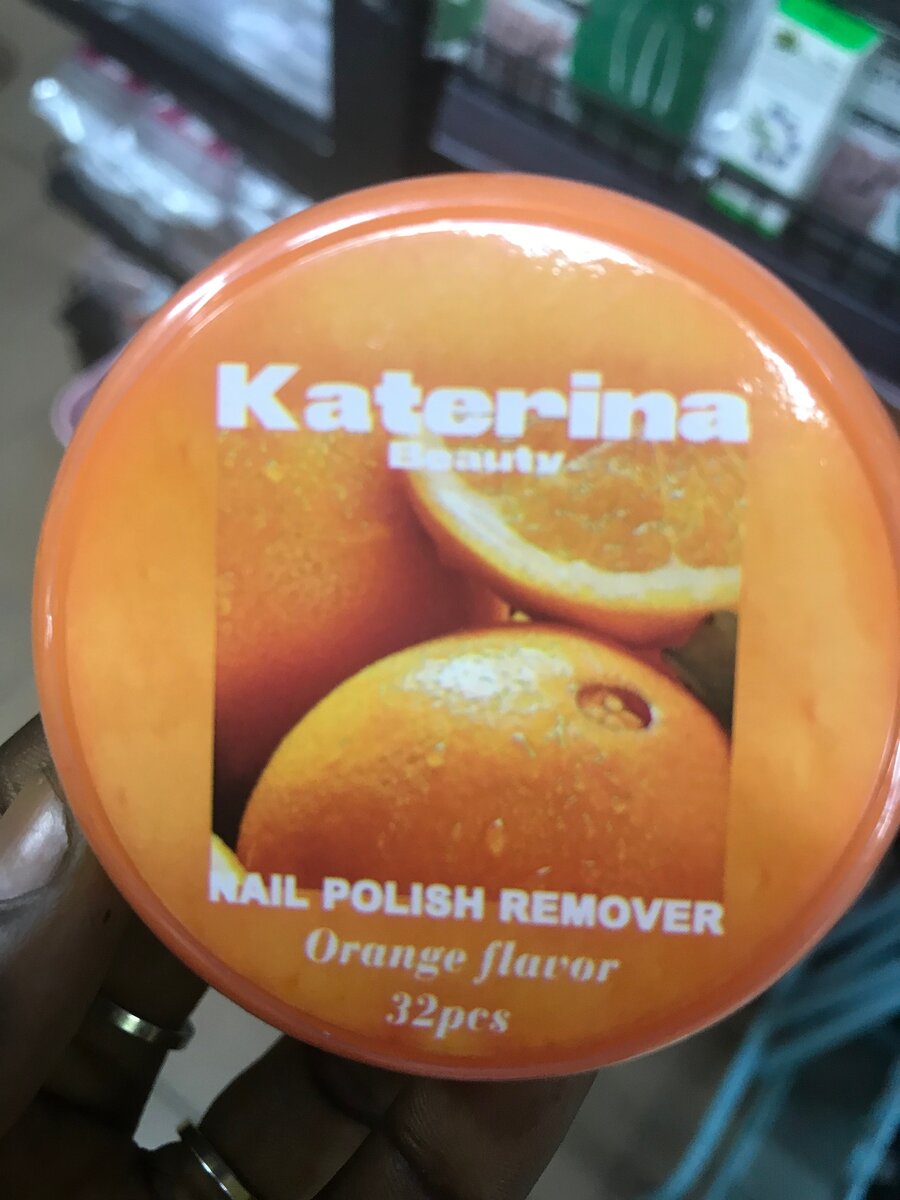 Katerina
Beauty
NAIL POLISH REMOVER
Orange flavor
32pcs